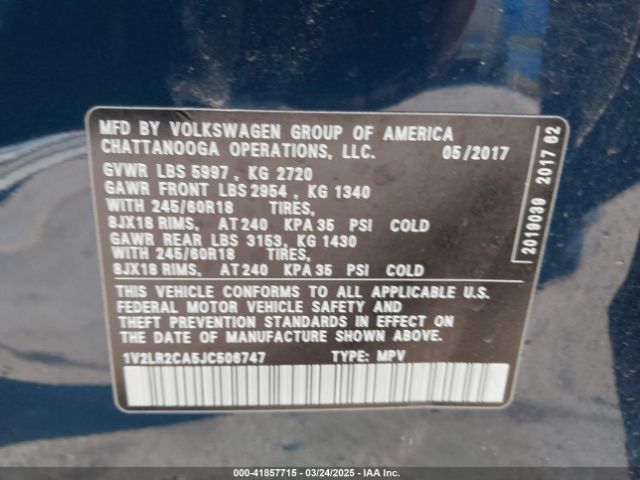 MFD BY VOLKSWAGEN GROUP OF AMERICA
CHATTANOOGA OPERATIONS, LLC. 05/2017
GVWR LBS 5997 , KG 2720
GAWR FRONT LBS 2954 , KG 1340
WITH 245/60R18 TIRES,
8JX18 RIMS, AT 240 KPA 35 PSI COLD
GAWR REAR LBS 3153, KG 1430
WITH 245/60R18 TIRES,
8JX18 RIMS, AT 240 KPA 35 PSI COLD
THIS VEHICLE CONFORMS TO ALL APPLICABLE U.S.
FEDERAL MOTOR VEHICLE SAFETY AND
THEFT PREVENTION STANDARDS IN EFFECT ON
THE DATE OF MANUFACTURE SHOWN ABOVE.
1V2LR2CA5JC506747 TYPE: MPV
2019039 2017 62
000-41857715 - 03/24/2025 - IAA Inc.